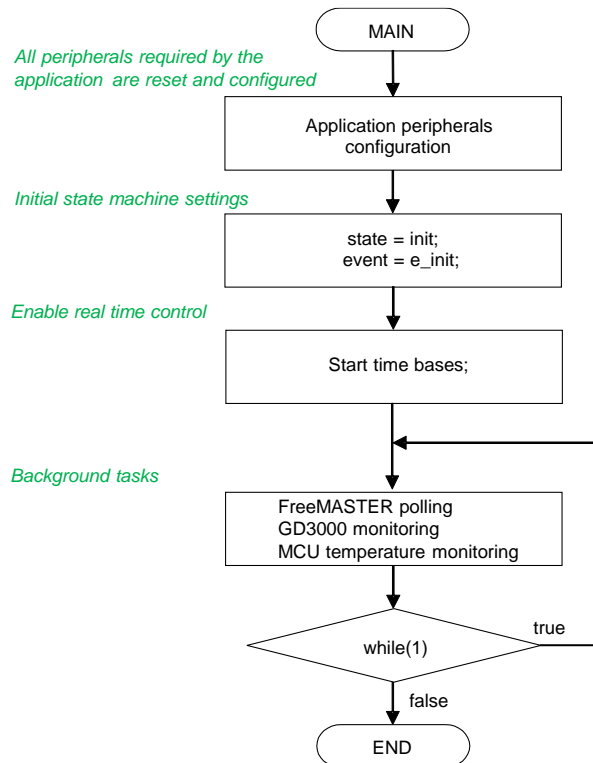 MAIN
All peripherals required by the
application are reset and configured
Application peripherals
configuration
Initial state machine settings
state = init;
event = e_init;
Enable real time control
Start time bases;
Background tasks
FreeMASTER polling
GD3000 monitoring
MCU temperature monitoring
while(1)
true
false
END